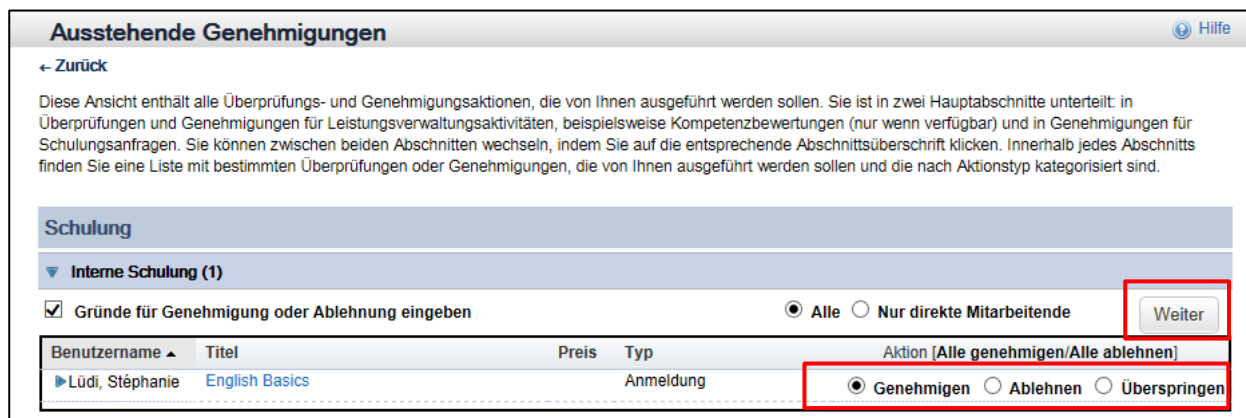 Ausstehende Genehmigungen
Hilfe
← Zurück
Diese Ansicht enthält alle Überprüfungs- und Genehmigungsaktionen, die von Ihnen ausgeführt werden sollen. Sie ist in zwei Hauptabschnitte unterteilt: in
Überprüfungen und Genehmigungen für Leistungsverwaltungsaktivitäten, beispielsweise Kompetenzbewertungen (nur wenn verfügbar) und in Genehmigungen für
Schulungsanfragen. Sie können zwischen beiden Abschnitten wechseln, indem Sie auf die entsprechende Abschnittsüberschrift klicken. Innerhalb jedes Abschnitts
finden Sie eine Liste mit bestimmten Überprüfungen oder Genehmigungen, die von Ihnen ausgeführt werden sollen und die nach Aktionstyp kategorisiert sind.
Schulung
Interne Schulung (1)
Gründe für Genehmigung oder Ablehnung eingeben Alle Nur direkte Mitarbeitende Weiter
Benutzername Titel Preis Typ Aktion [Alle genehmigen/Alle ablehnen]
Lüdi, Stéphanie English Basics Anmeldung Genehmigen Ablehnen Überspringen